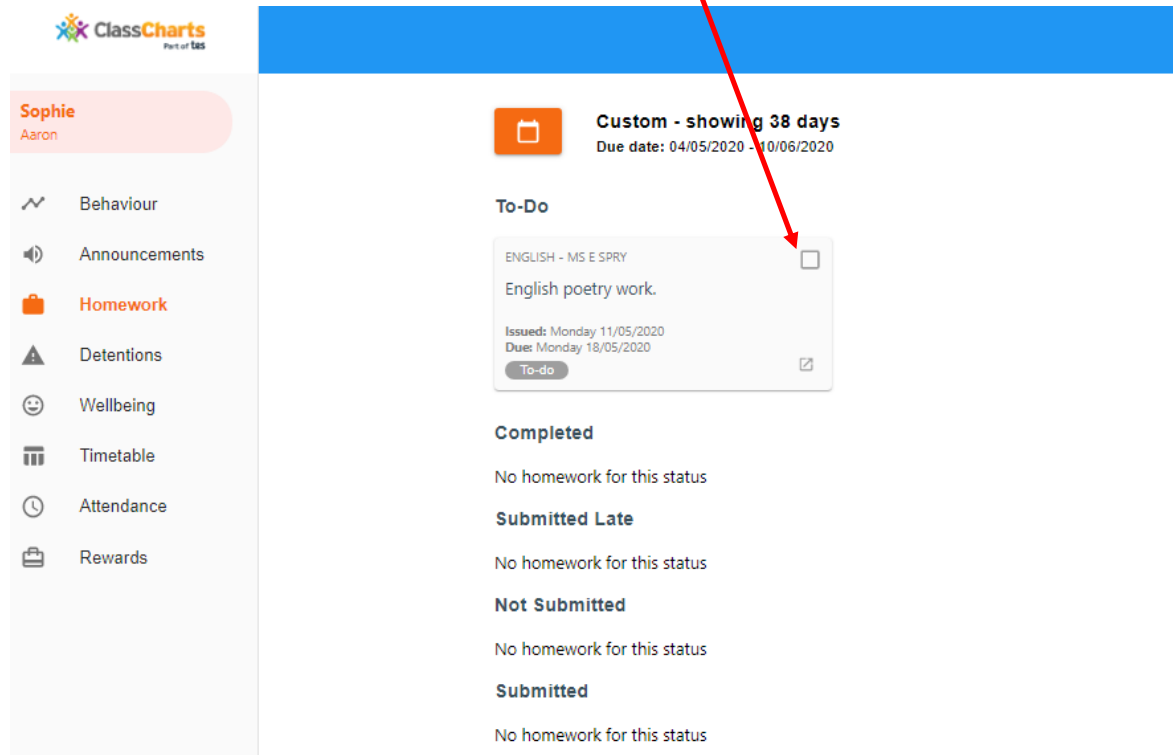 ClassCharts
Part of tes
Sophie
Aaron
Behaviour
Announcements
Homework
Detentions
Wellbeing
Timetable
Attendance
Rewards
Custom - showing 38 days
Due date: 04/05/2020 - 10/06/2020
To-Do
ENGLISH - MS E SPRY
English poetry work.
Issued: Monday 11/05/2020
Due: Monday 18/05/2020
To-do
Completed
No homework for this status
Submitted Late
No homework for this status
Not Submitted
No homework for this status
Submitted
No homework for this status